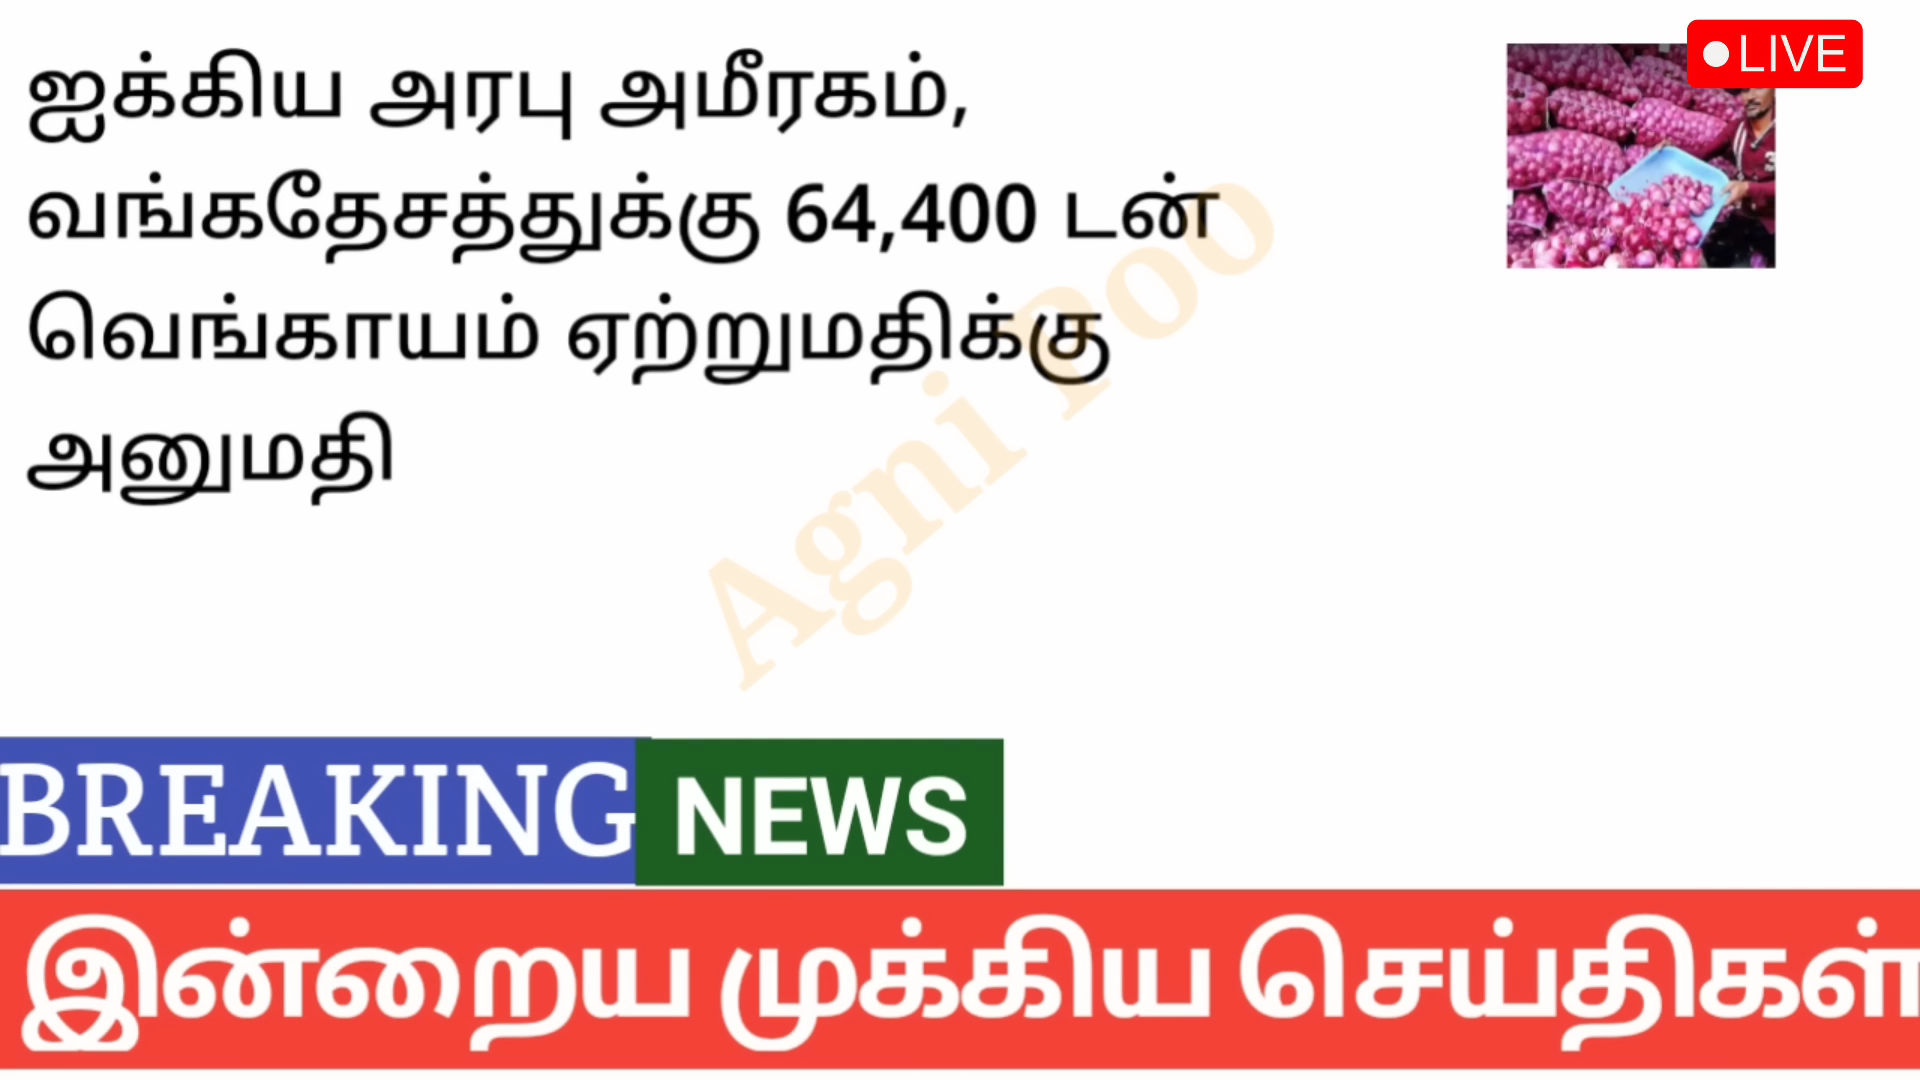 ஐக்கிய அரபு அமீரகம்,
வங்கதேசத்துக்கு 64,400 டன்
வெங்காயம் ஏற்றுமதிக்கு
அனுமதி
LIVE
Agni Poo
BREAKING NEWS
இன்றைய முக்கிய செய்திகள்